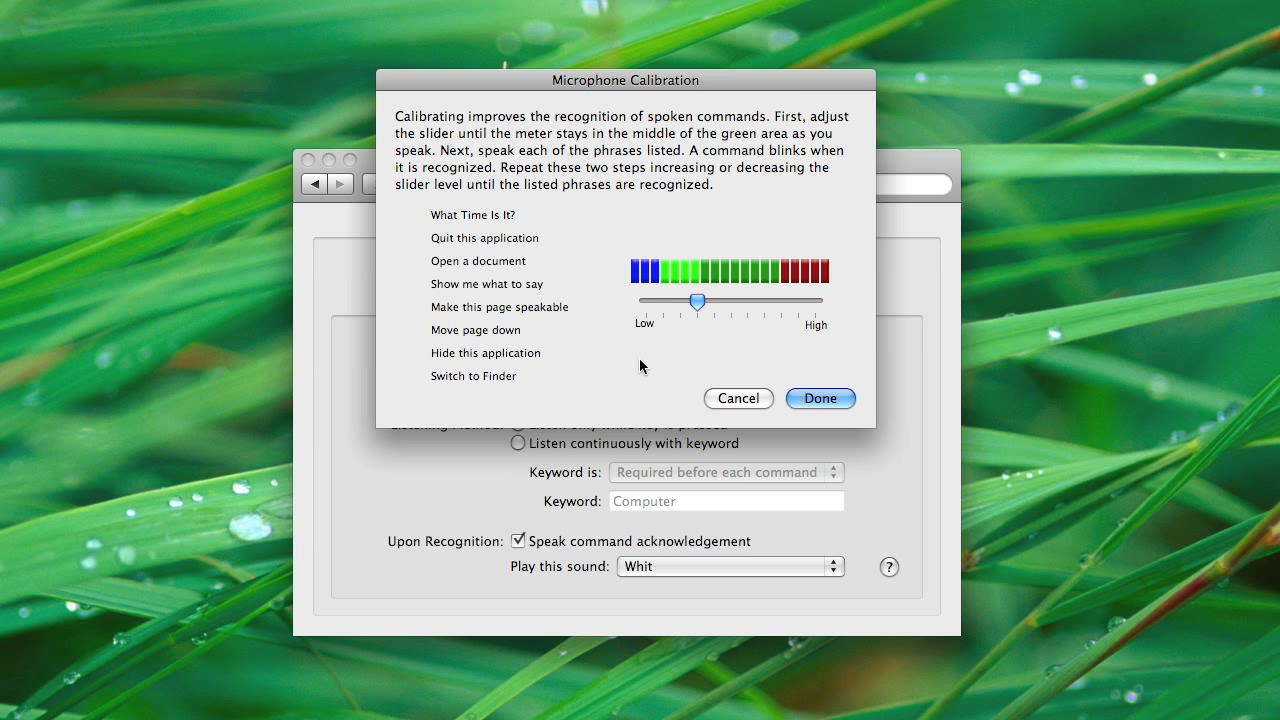 Microphone Calibration
Calibrating improves the recognition of spoken commands. First, adjust
the slider until the meter stays in the middle of the green area as you
speak. Next, speak each of the phrases listed. A command blinks when
it is recognized. Repeat these two steps increasing or decreasing the
slider level until the listed phrases are recognized.
What Time Is It?
Quit this application
Open a document
Show me what to say
Make this page speakable
Move page down
Hide this application
Switch to Finder
Low High
Cancel Done
Listen continuously with keyword
Keyword is: Required before each command
Keyword: Computer
Upon Recognition: Speak command acknowledgement
Play this sound: Whit ?